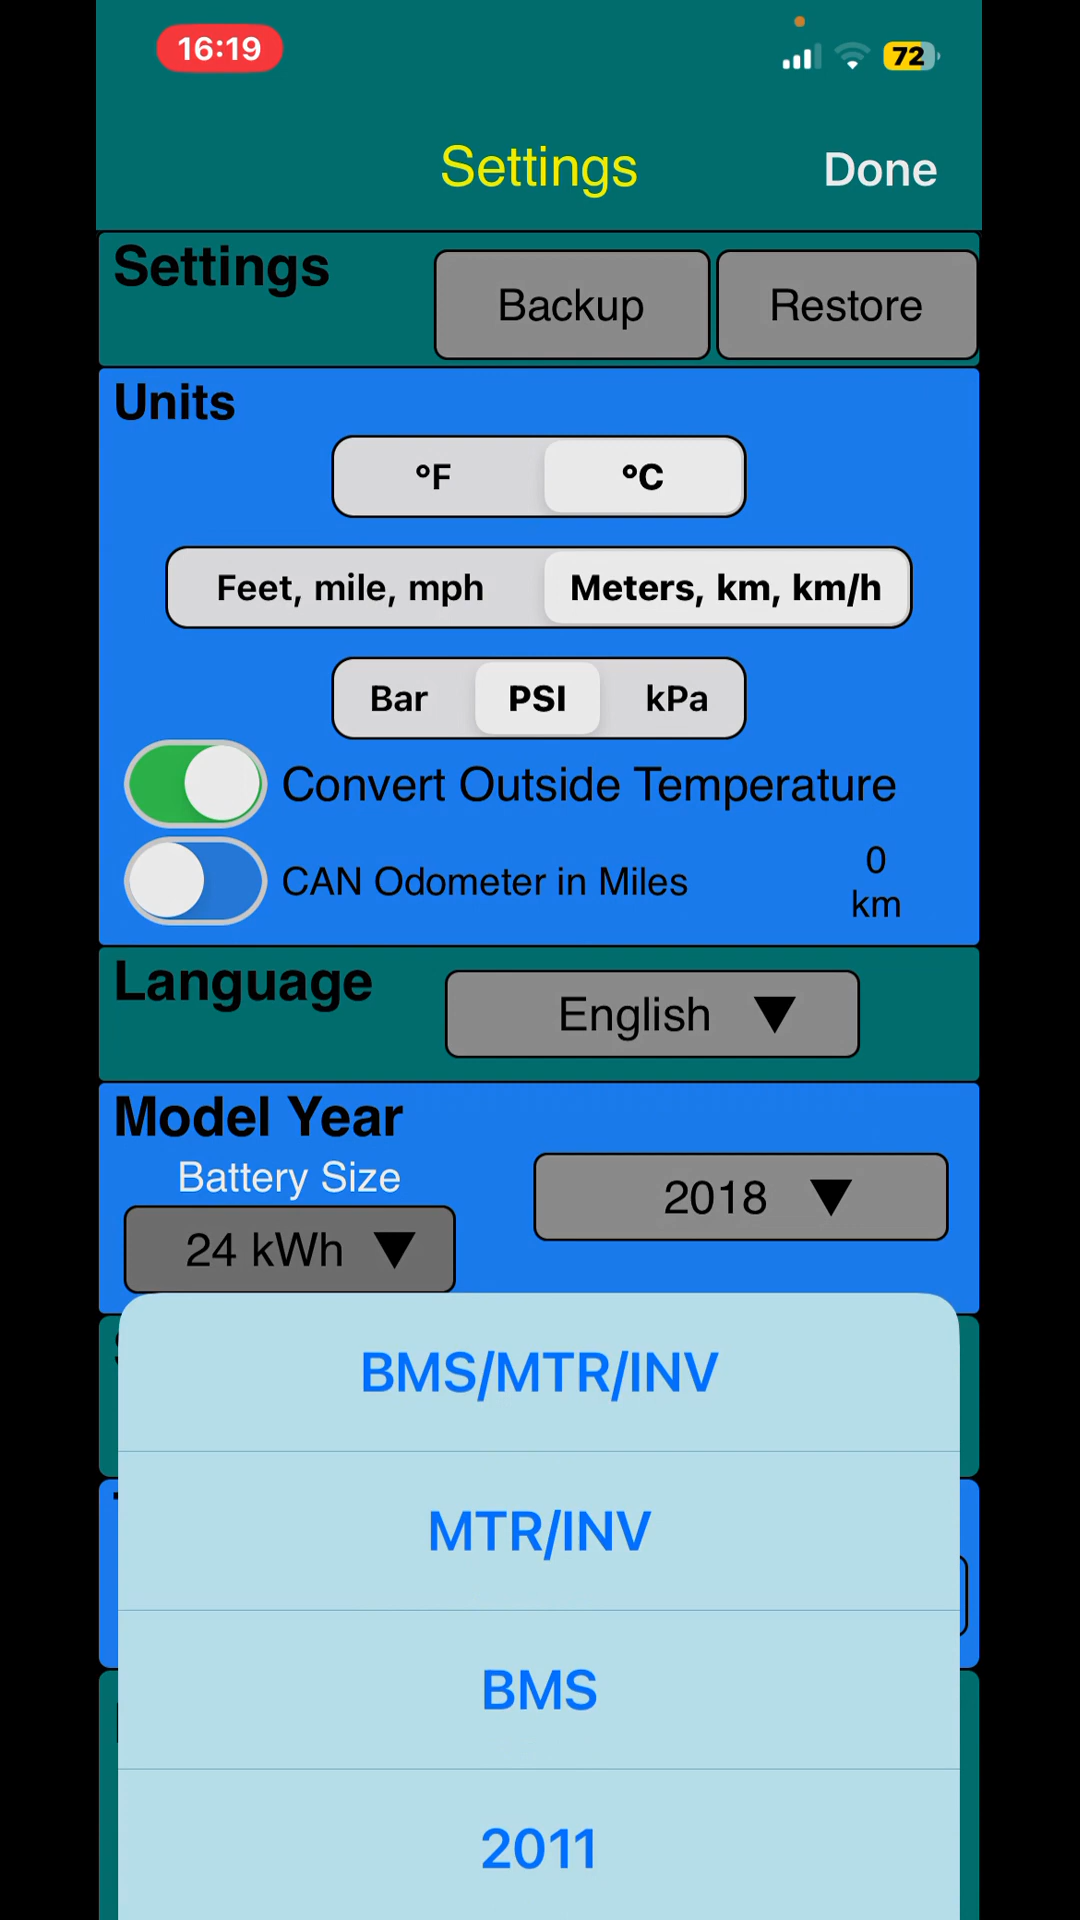 16:19
72
Settings
Done
Settings
Backup
Restore
Units
°F
°C
Feet, mile, mph
Meters, km, km/h
Bar
PSI
kPa
Convert Outside Temperature
CAN Odometer in Miles
0
km
Language
English
Model Year
Battery Size
2018
24 kWh
BMS/MTR/INV
MTR/INV
BMS
2011